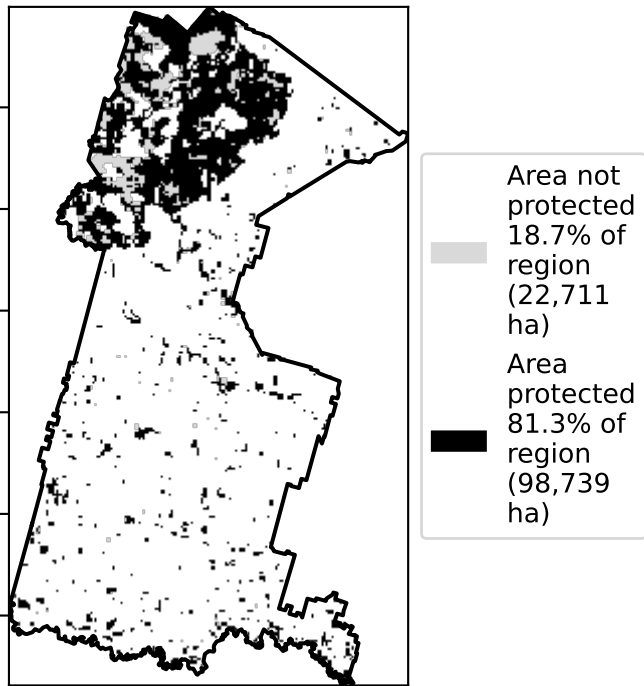 Area not
protected
18.7% of
region
(22,711
ha)
Area
protected
81.3% of
region
(98,739
ha)